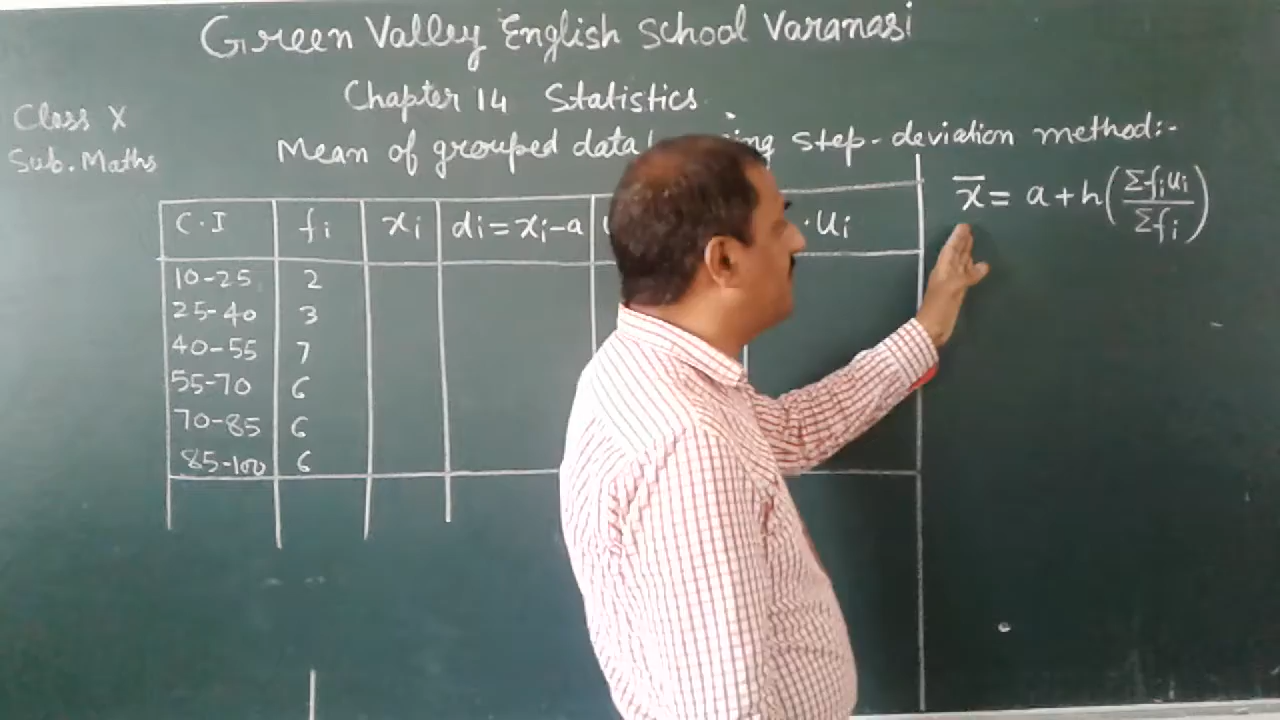 Green Valley English School Varanasi
Chapter 14 Statistics
Class X
Sub. Maths
Mean of grouped data step-deviation method:-
x̄ = a + h(Σfiui/Σfi)
C.I fi xi di = xi-a . ui
10-25 2
25-40 3
40-55 7
55-70 6
70-85 6
85-100 6